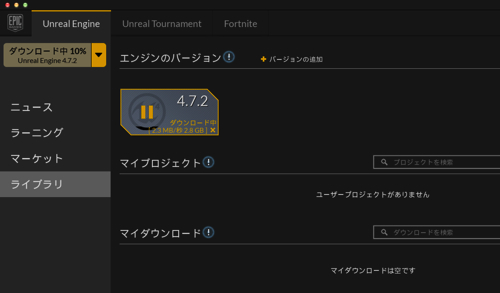 EPIC
GAMES
Unreal Engine
Unreal Tournament
Fortnite
ダウンロード中 10%
Unreal Engine 4.7.2
ニュース
ラーニング
マーケット
ライブラリ
エンジンのバージョン
バージョンの追加
4.7.2
ダウンロード中
[ 2.3 MB/秒 2.8 GB ]
マイプロジェクト
プロジェクトを検索
ユーザープロジェクトがありません
マイダウンロード
ダウンロードを検索
マイダウンロードは空です